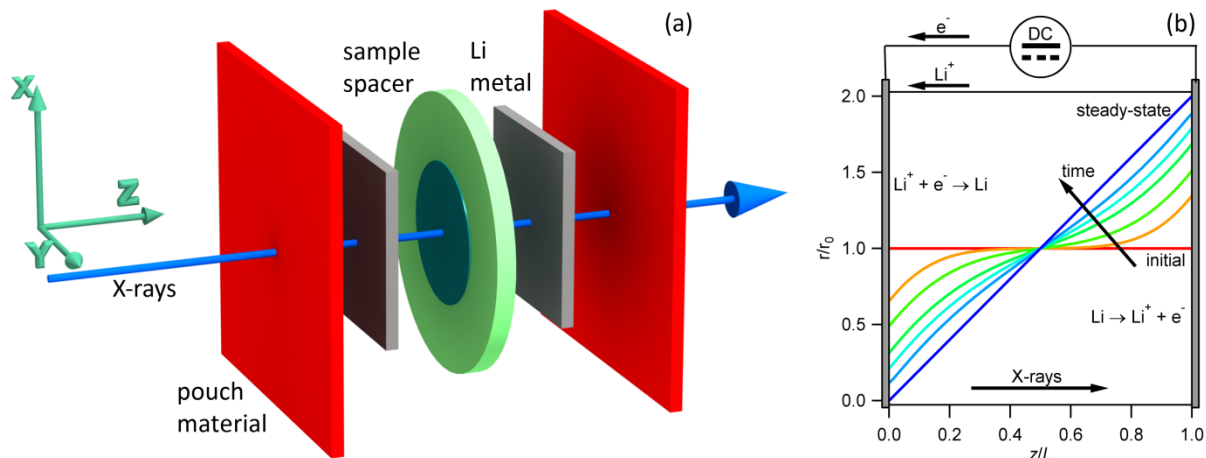 (a)
X
Y
Z
X-rays
pouch
material
sample
spacer
Li
metal
(b)
e⁻
DC
Li⁺
2.0
1.5
1.0
0.5
0.0
r/r₀
steady-state
Li⁺ + e⁻ → Li
time
initial
Li → Li⁺ + e⁻
X-rays
0.0 0.2 0.4 0.6 0.8 1.0